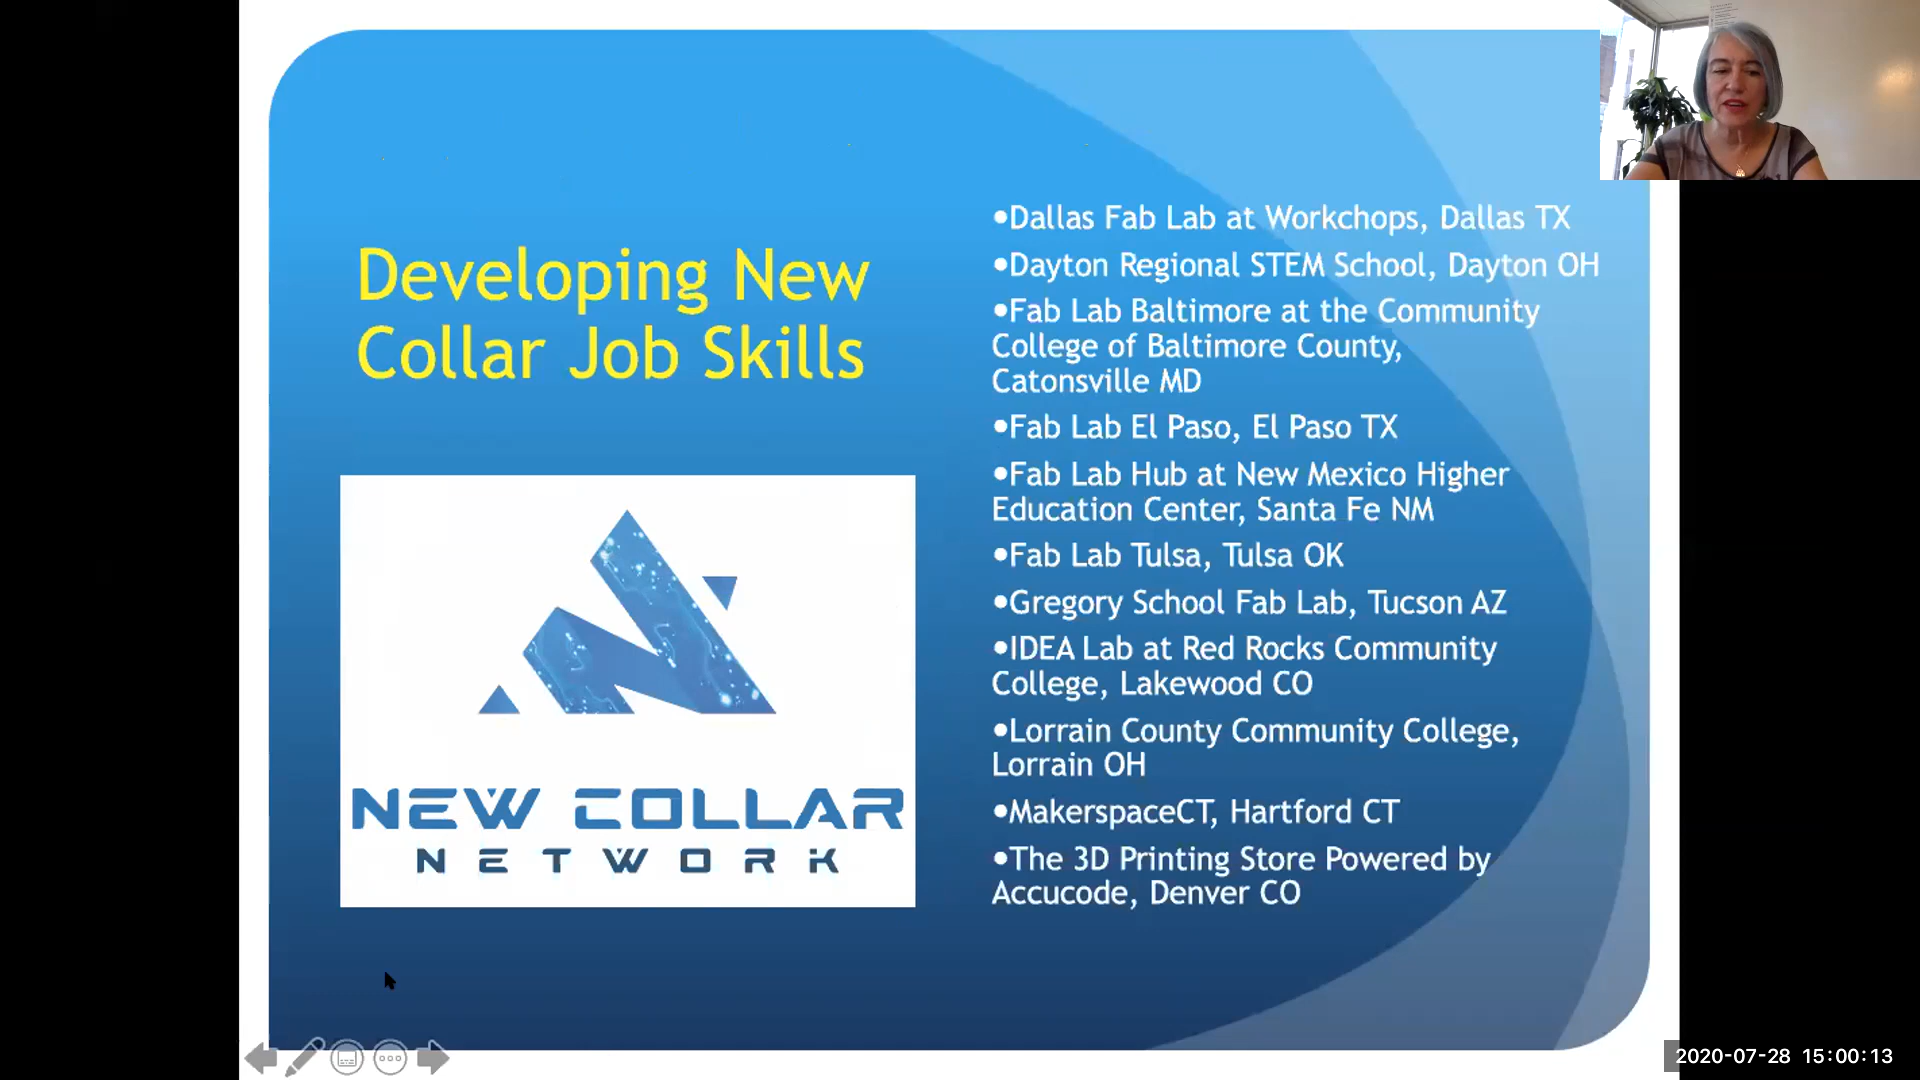 Developing New
Collar Job Skills
NEW COLLAR
NETWORK
•Dallas Fab Lab at Workchops, Dallas TX
•Dayton Regional STEM School, Dayton OH
•Fab Lab Baltimore at the Community
College of Baltimore County,
Catonsville MD
•Fab Lab El Paso, El Paso TX
•Fab Lab Hub at New Mexico Higher
Education Center, Santa Fe NM
•Fab Lab Tulsa, Tulsa OK
•Gregory School Fab Lab, Tucson AZ
•IDEA Lab at Red Rocks Community
College, Lakewood CO
•Lorrain County Community College,
Lorrain OH
•MakerspaceCT, Hartford CT
•The 3D Printing Store Powered by
Accucode, Denver CO
2020-07-28 15:00:13